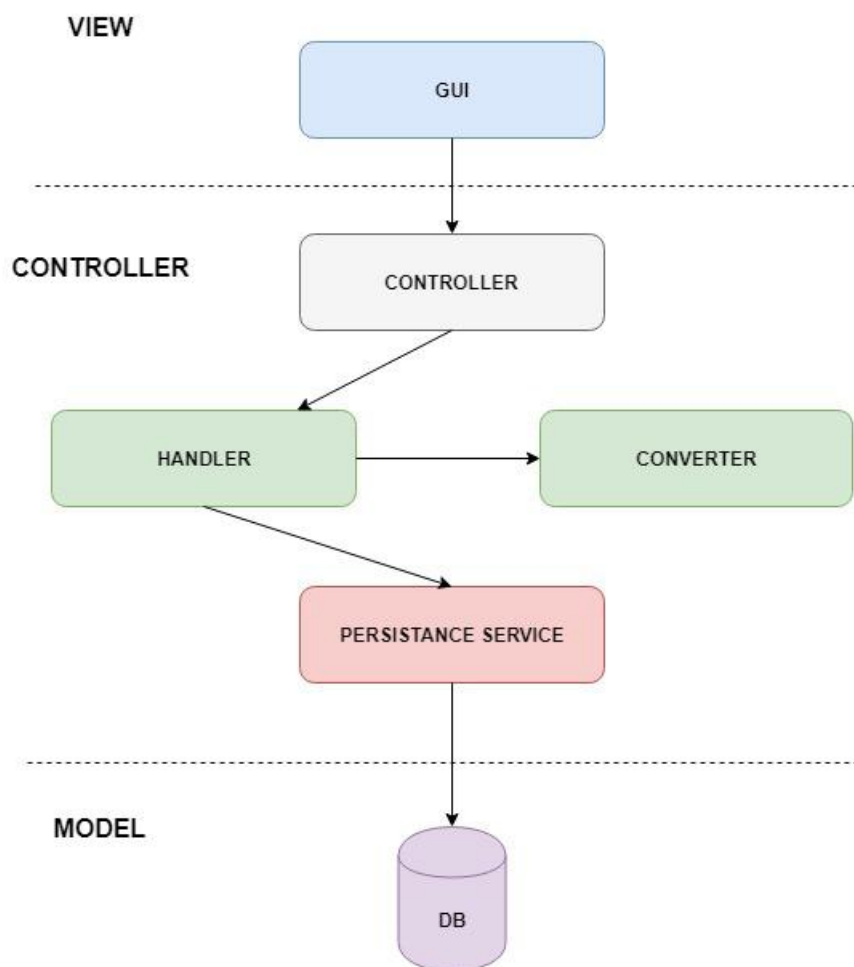 VIEW
GUI
CONTROLLER
CONTROLLER
HANDLER
CONVERTER
PERSISTANCE SERVICE
MODEL
DB